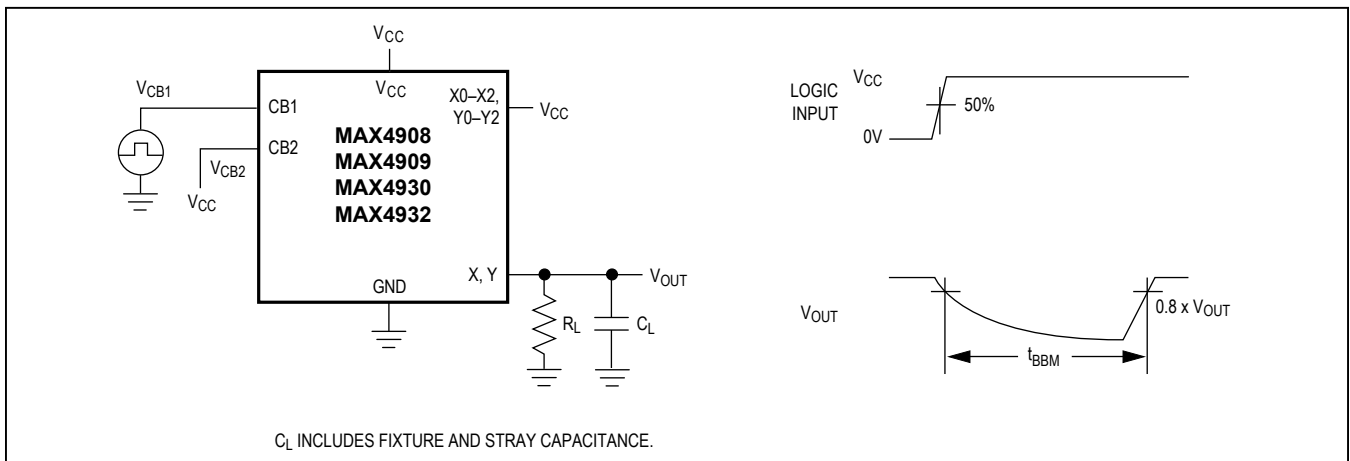 VCC
VCB1
VCC
CB1
X0–X2,
Y0–Y2
VCC
MAX4908
MAX4909
MAX4930
MAX4932
CB2
VCB2
VCC
X, Y
VOUT
GND
RL
CL
CL INCLUDES FIXTURE AND STRAY CAPACITANCE.
LOGIC
INPUT
VCC
50%
0V
VOUT
0.8 x VOUT
tBBM